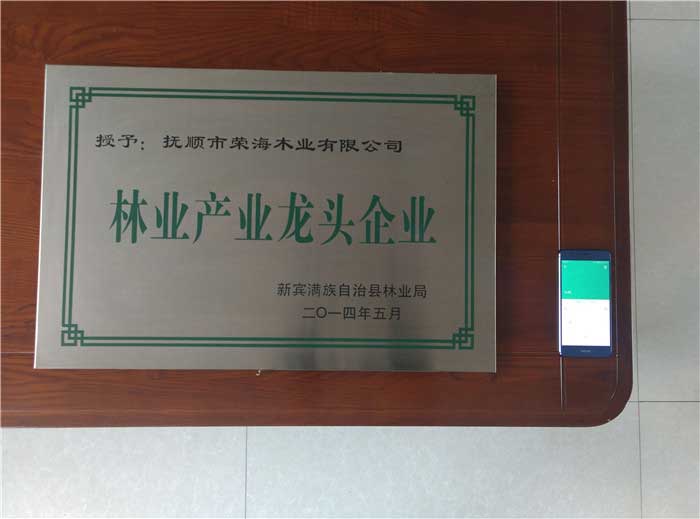 授予：抚顺市荣海木业有限公司
林业产业龙头企业
新宾满族自治县林业局
二〇一四年五月